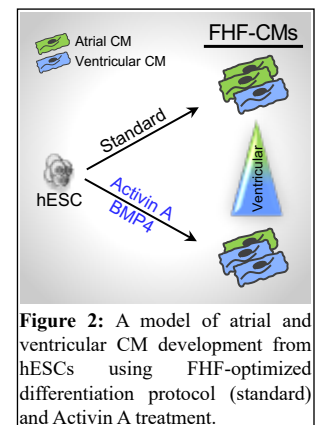 FHF-CMs
Atrial CM
Ventricular CM
Standard
hESC
Activin A
BMP4
Ventricular
Figure 2: A model of atrial and
ventricular CM development from
hESCs using FHF-optimized
differentiation protocol (standard)
and Activin A treatment.